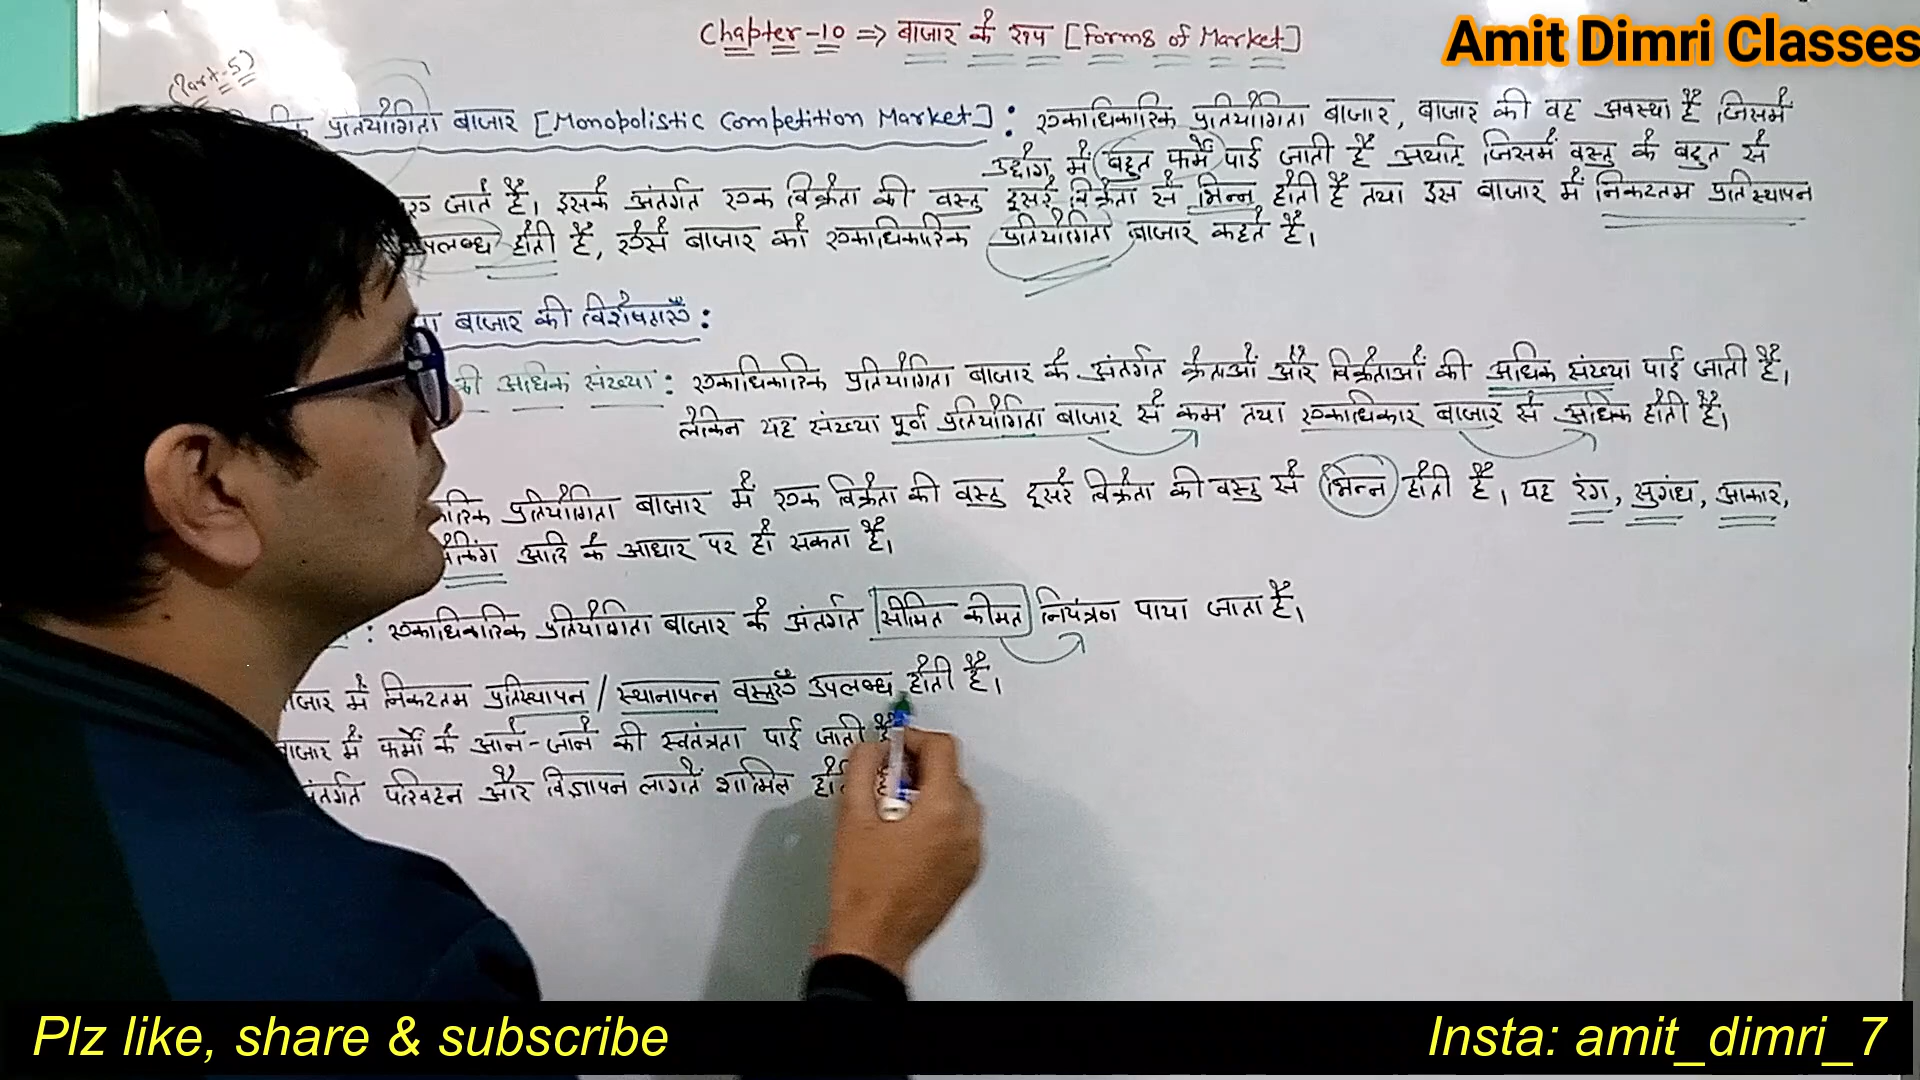 Chapter-10 => बाजार के रूप [Forms of Market]
Amit Dimri Classes
(Part-5)
प्रतियोगिता बाजार [Monopolistic Competition Market] : एकाधिकारिक प्रतियोगिता बाजार, बाजार की वह अवस्था है जिसमें
उद्योग में बहुत फर्में पाई जाती है अर्थात् जिसमें वस्तु के बहुत से
जाते है। इसके अंतर्गत एक विक्रेता की वस्तु दूसरे विक्रेता से भिन्न होती है तथा इस बाजार में निकटतम प्रतिस्थापन
उपलब्ध होती है, ऐसे बाजार को एकाधिकारिक प्रतियोगिता बाजार कहते है।
बाजार की विशेषताएँ :
की अधिक संख्या : एकाधिकारिक प्रतियोगिता बाजार के अंतर्गत क्रेताओं और विक्रेताओं की अधिक संख्या पाई जाती है,
लेकिन यह संख्या पूर्ण प्रतियोगिता बाजार से कम तथा एकाधिकार बाजार से अधिक होती है।
प्रतियोगिता बाजार में एक विक्रेता की वस्तु दूसरे विक्रेता की वस्तु से भिन्न होती है, यह रंग, सुगंध, आकार,
आदि के आधार पर हो सकता है।
: एकाधिकारिक प्रतियोगिता बाजार के अंतर्गत सीमित कीमत नियंत्रण पाया जाता है।
बाजार में निकटतम प्रतिस्थापन / स्थानापन्न वस्तुएँ उपलब्ध होती है।
बाजार में फर्मों के आने-जाने की स्वतंत्रता पाई जाती है
अंतर्गत परिवहन और विज्ञापन लागतें शामिल
Plz like, share & subscribe
Insta: amit_dimri_7